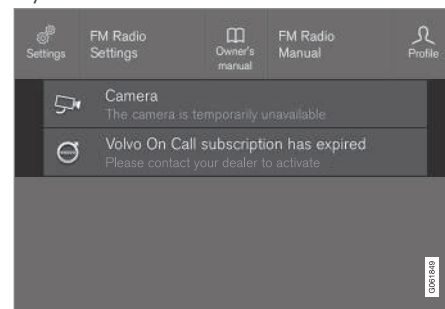 FM Radio
Settings
Settings
Owner's
manual
FM Radio
Manual
Profile
Camera
The camera is temporarily unavailable
Volvo On Call subscription has expired
Please contact your dealer to activate
G061849